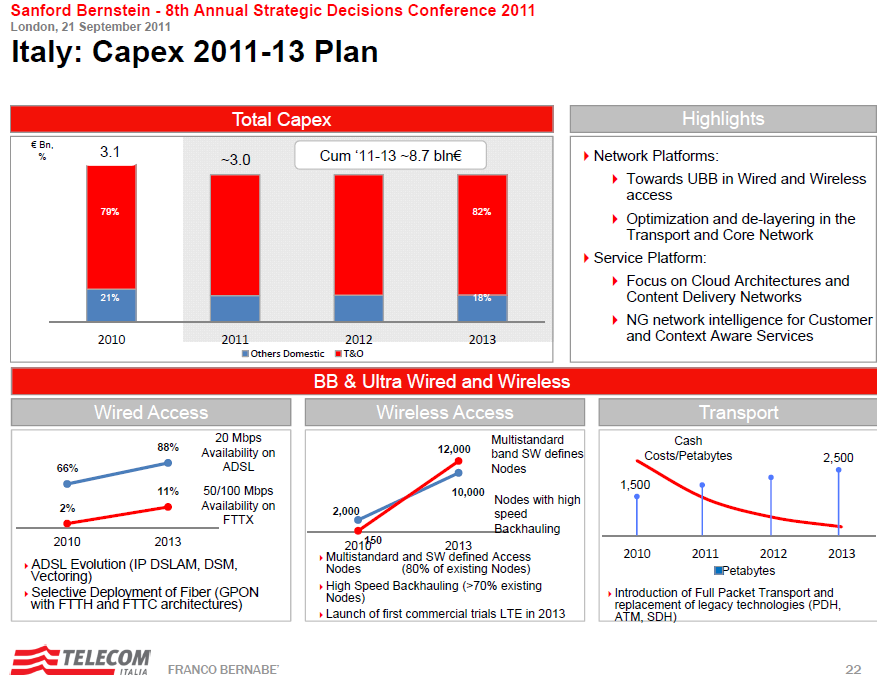 Sanford Bernstein - 8th Annual Strategic Decisions Conference 2011
London, 21 September 2011
Italy: Capex 2011-13 Plan
Total Capex
€ Bn,
%
3.1
~3.0
Cum ‘11-13 ~8.7 bln€
79%
82%
21%
18%
2010 2011 2012 2013
Others Domestic T&O
Highlights
Network Platforms:
Towards UBB in Wired and Wireless
access
Optimization and de-layering in the
Transport and Core Network
Service Platform:
Focus on Cloud Architectures and
Content Delivery Networks
NG network intelligence for Customer
and Context Aware Services
BB & Ultra Wired and Wireless
Wired Access
66%
88%
20 Mbps
Availability on
ADSL
2%
11%
50/100 Mbps
Availability on
FTTX
2010 2013
ADSL Evolution (IP DSLAM, DSM,
Vectoring)
Selective Deployment of Fiber (GPON
with FTTH and FTTC architectures)
Wireless Access
12,000
Multistandard
band SW defines
Nodes
10,000
2,000
Nodes with high
speed
Backhauling
150
2010 2013
Multistandard and SW defined Access
Nodes (80% of existing Nodes)
High Speed Backhauling (>70% existing
Nodes)
Launch of first commercial trials LTE in 2013
Transport
Cash
Costs/Petabytes
1,500
2,500
2010 2011 2012 2013
Petabytes
Introduction of Full Packet Transport and
replacement of legacy technologies (PDH,
ATM, SDH)
TELECOM
ITALIA
FRANCO BERNABE’
22